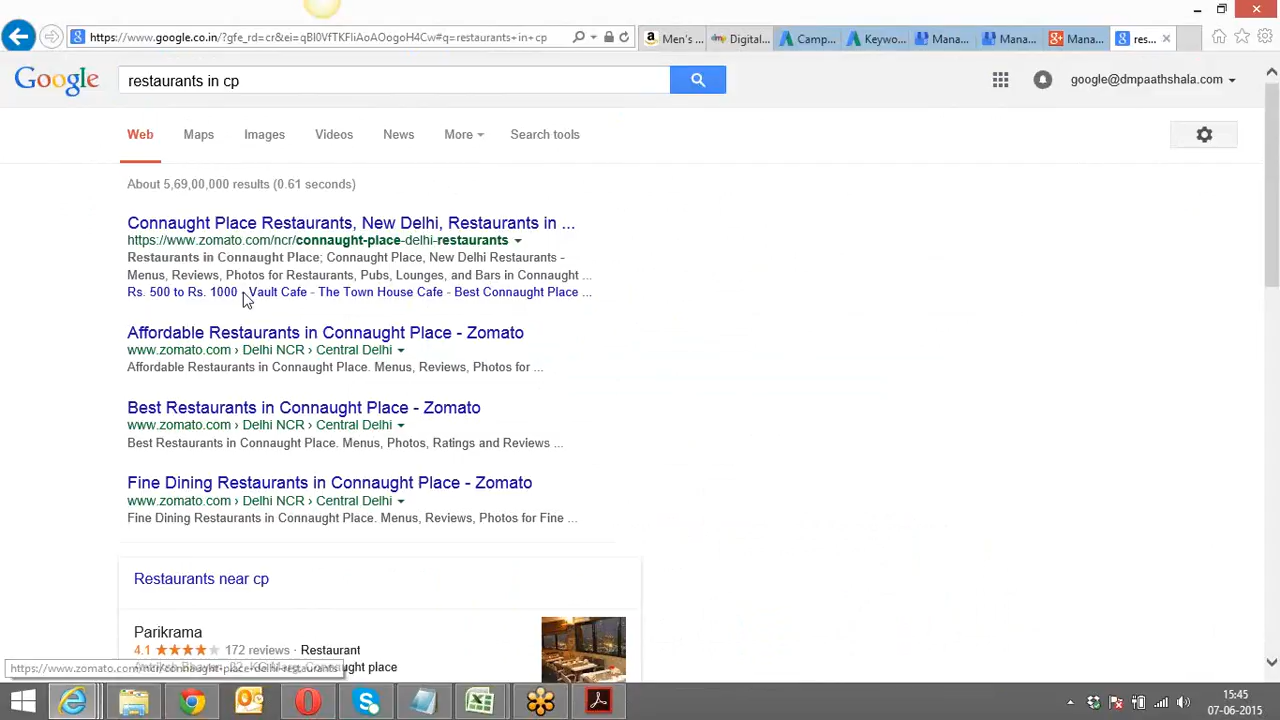 https://www.google.co.in/?gfe_rd=cr&ei=qBI0VfTKFIiAoAOogoH4Cw#q=restaurants+in+cp
Men's ...
Digital...
Camp...
Keywo...
Mana...
Mana...
Mana...
res...
Google
restaurants in cp
google@dmpaathshala.com
Web
Maps
Images
Videos
News
More
Search tools
About 5,69,00,000 results (0.61 seconds)
Connaught Place Restaurants, New Delhi, Restaurants in ...
https://www.zomato.com/ncr/connaught-place-delhi-restaurants
Restaurants in Connaught Place; Connaught Place, New Delhi Restaurants -
Menus, Reviews, Photos for Restaurants, Pubs, Lounges, and Bars in Connaught ...
Rs. 500 to Rs. 1000 - Vault Cafe - The Town House Cafe - Best Connaught Place ...
Affordable Restaurants in Connaught Place - Zomato
www.zomato.com › Delhi NCR › Central Delhi
Affordable Restaurants in Connaught Place. Menus, Reviews, Photos for ...
Best Restaurants in Connaught Place - Zomato
www.zomato.com › Delhi NCR › Central Delhi
Best Restaurants in Connaught Place. Menus, Photos, Ratings and Reviews ...
Fine Dining Restaurants in Connaught Place - Zomato
www.zomato.com › Delhi NCR › Central Delhi
Fine Dining Restaurants in Connaught Place. Menus, Reviews, Photos for Fine ...
Restaurants near cp
Parikrama
4.1 172 reviews · Restaurant
https://www.zomato.com/ncr/connaught-place-delhi-restaurants
ght place
15:45
07-06-2015